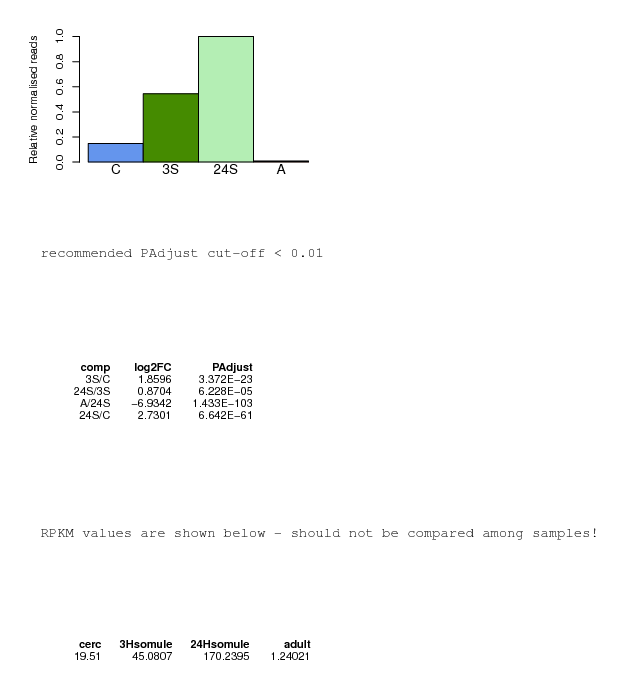 Relative normalised reads
1.0
0.8
0.6
0.4
0.2
0.0
C 3S 24S A
recommended PAdjust cut-off < 0.01
comp log2FC PAdjust
3S/C 1.8596 3.372E−23
24S/3S 0.8704 6.228E−05
A/24S −6.9342 1.433E−103
24S/C 2.7301 6.642E−61
RPKM values are shown below - should not be compared among samples!
cerc 3Hsomule 24Hsomule adult
19.51 45.0807 170.2395 1.24021